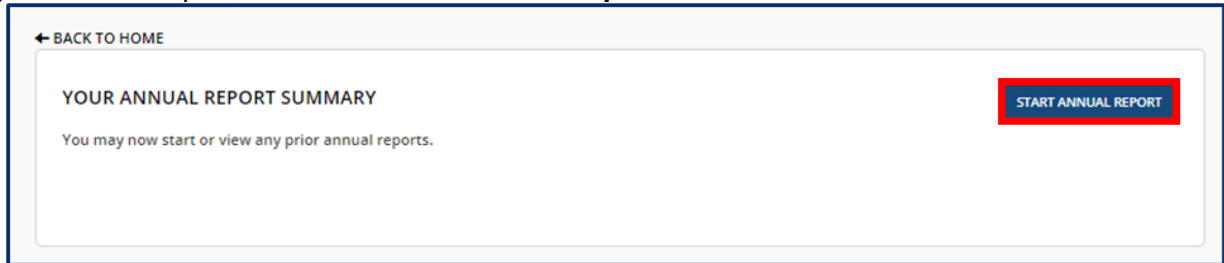 ← BACK TO HOME
YOUR ANNUAL REPORT SUMMARY
START ANNUAL REPORT
You may now start or view any prior annual reports.